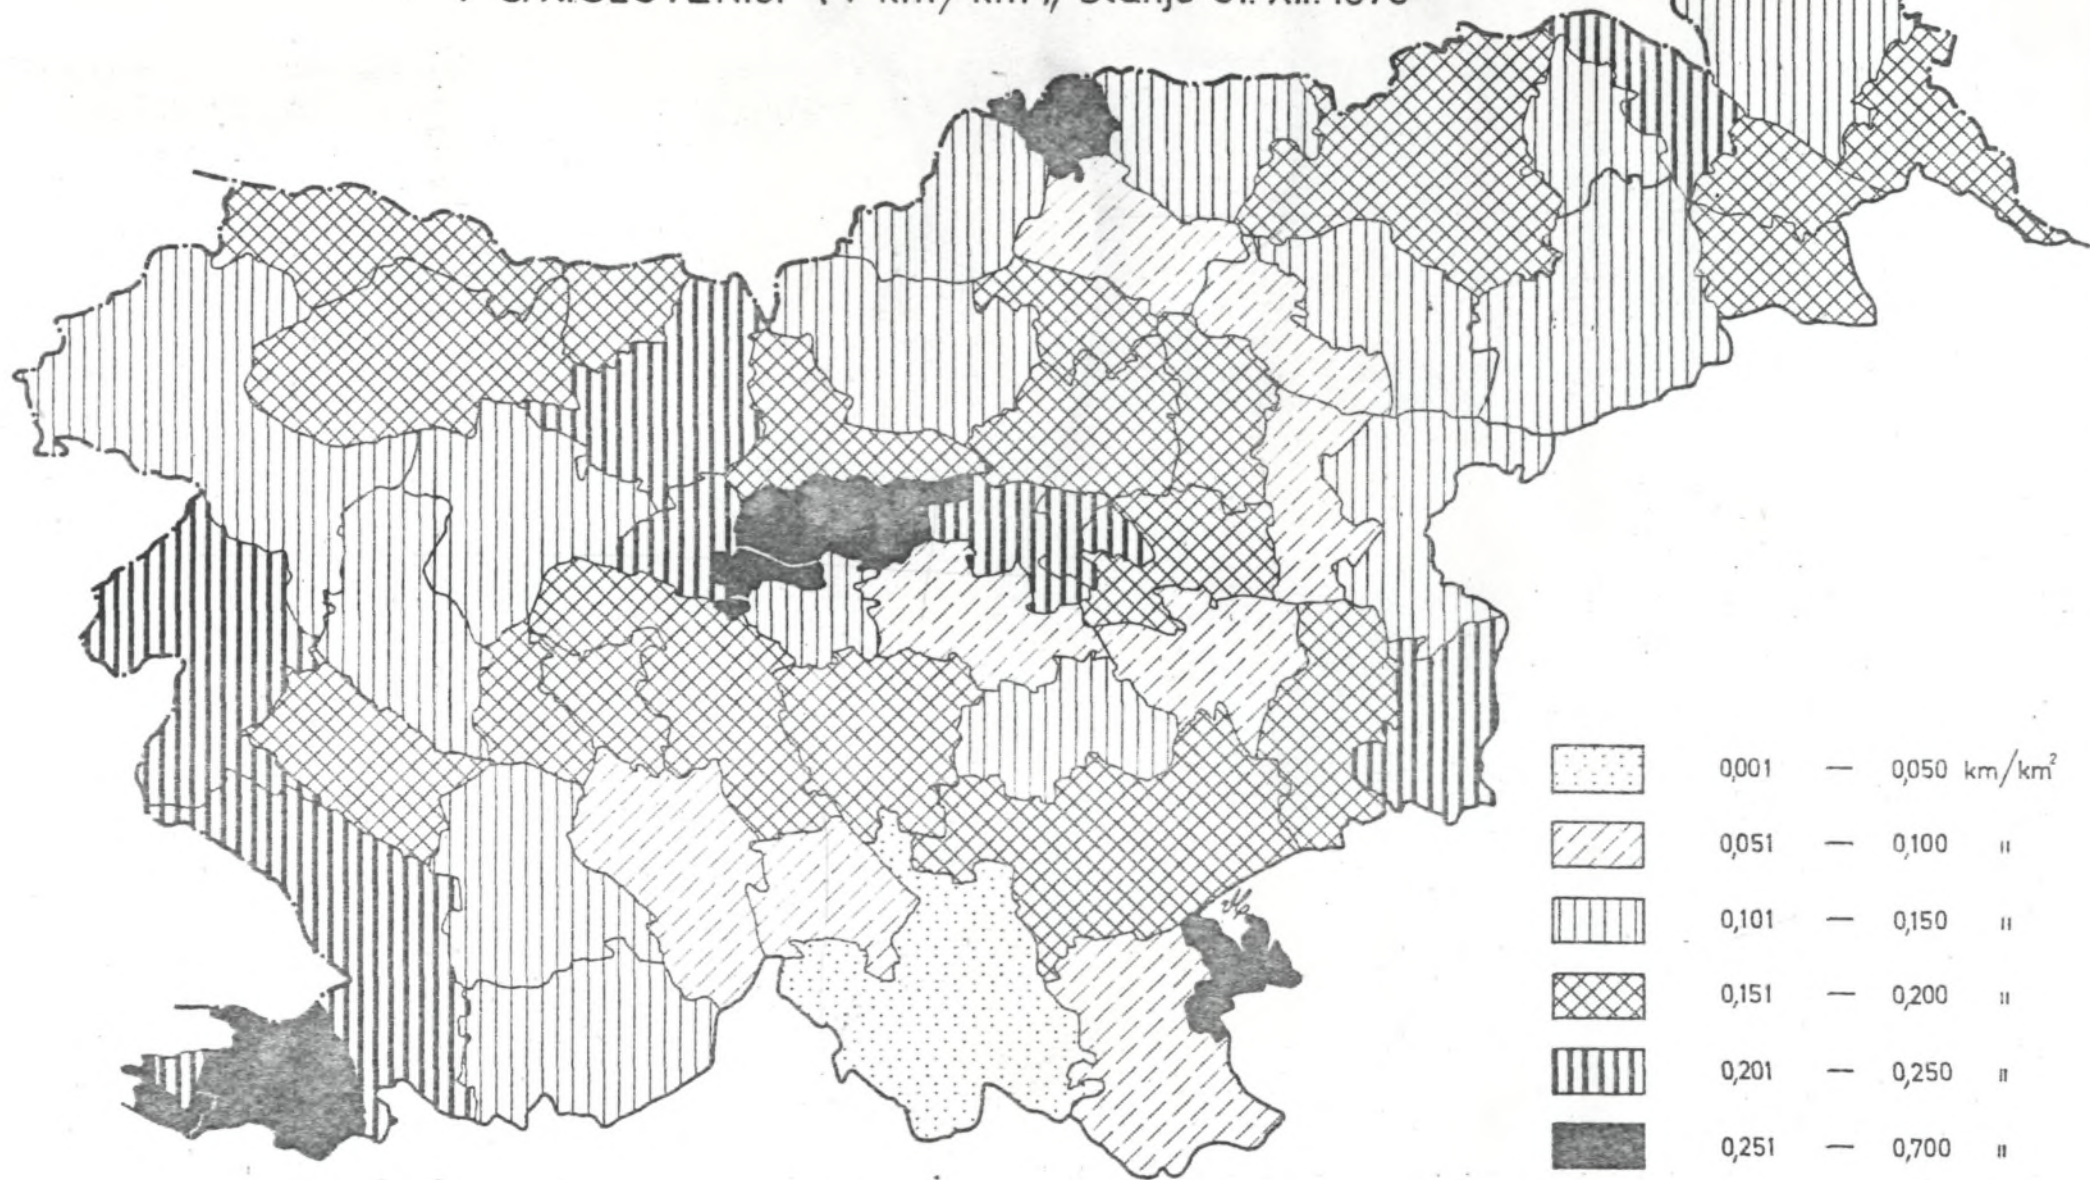 0,001 — 0,050 km/km²
0,051 — 0,100 "
0,101 — 0,150 "
0,151 — 0,200 "
0,201 — 0,250 "
0,251 — 0,700 "